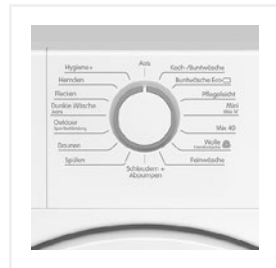 Aus
Hygiene+
Hemden
Flecken
Dunkle Wäsche
Outdoor
Daunen
Spülen
Schleudern +
Abpumpen
Koch-/Buntwäsche
Buntwäsche Eco
Pflegeleicht
Mini
Mix 40
Wolle
Feinwäsche